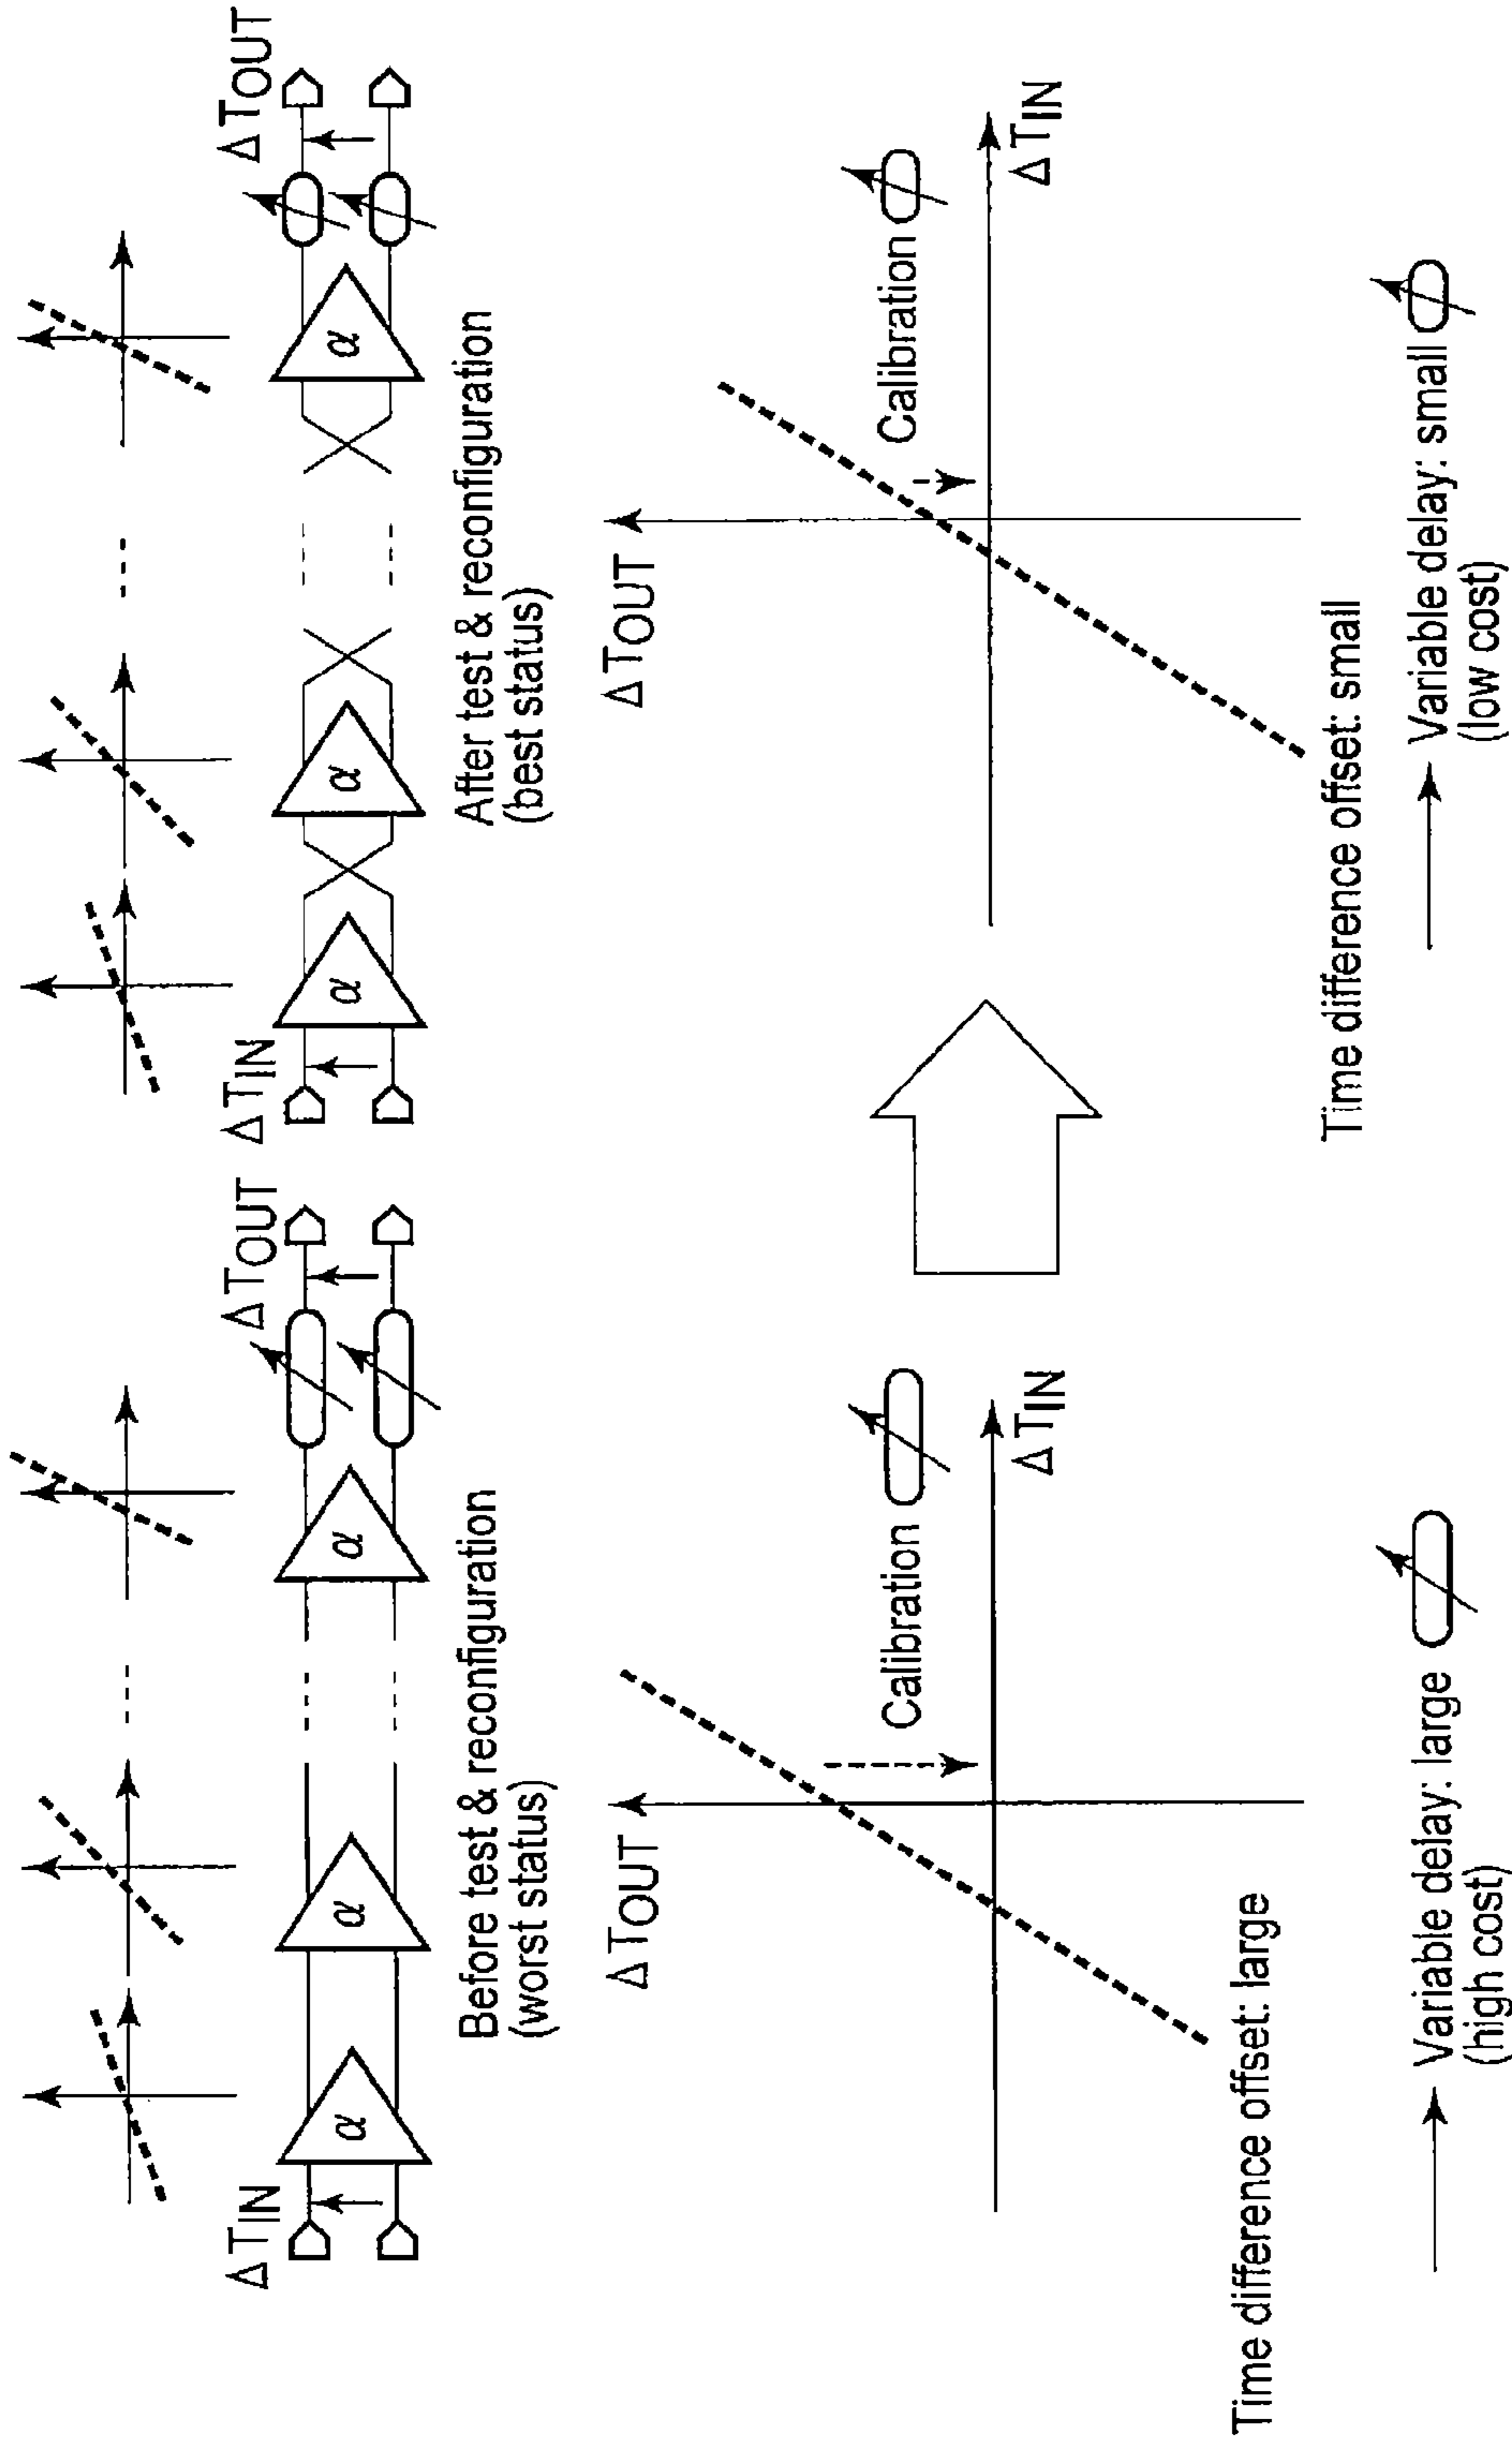 ΔTIN
α
α
α
ΔTOUT
Before test & reconfiguration
(worst status)
ΔTIN
α
α
α
ΔTOUT
After test & reconfiguration
(best status)
ΔTOUT
Calibration
ΔTIN
Time difference offset: large
Variable delay: large
(high cost)
ΔTOUT
Calibration
ΔTIN
Time difference offset: small
Variable delay: small
(low cost)